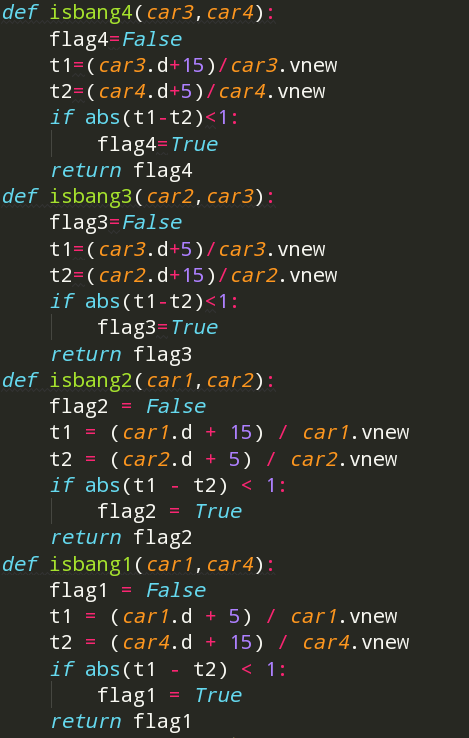 def isbang4(car3,car4):
    flag4=False
    t1=(car3.d+15)/car3.vnew
    t2=(car4.d+5)/car4.vnew
    if abs(t1-t2)<1:
        flag4=True
    return flag4
def isbang3(car2,car3):
    flag3=False
    t1=(car3.d+5)/car3.vnew
    t2=(car2.d+15)/car2.vnew
    if abs(t1-t2)<1:
        flag3=True
    return flag3
def isbang2(car1,car2):
    flag2 = False
    t1 = (car1.d + 15) / car1.vnew
    t2 = (car2.d + 5) / car2.vnew
    if abs(t1 - t2) < 1:
        flag2 = True
    return flag2
def isbang1(car1,car4):
    flag1 = False
    t1 = (car1.d + 5) / car1.vnew
    t2 = (car4.d + 15) / car4.vnew
    if abs(t1 - t2) < 1:
        flag1 = True
    return flag1